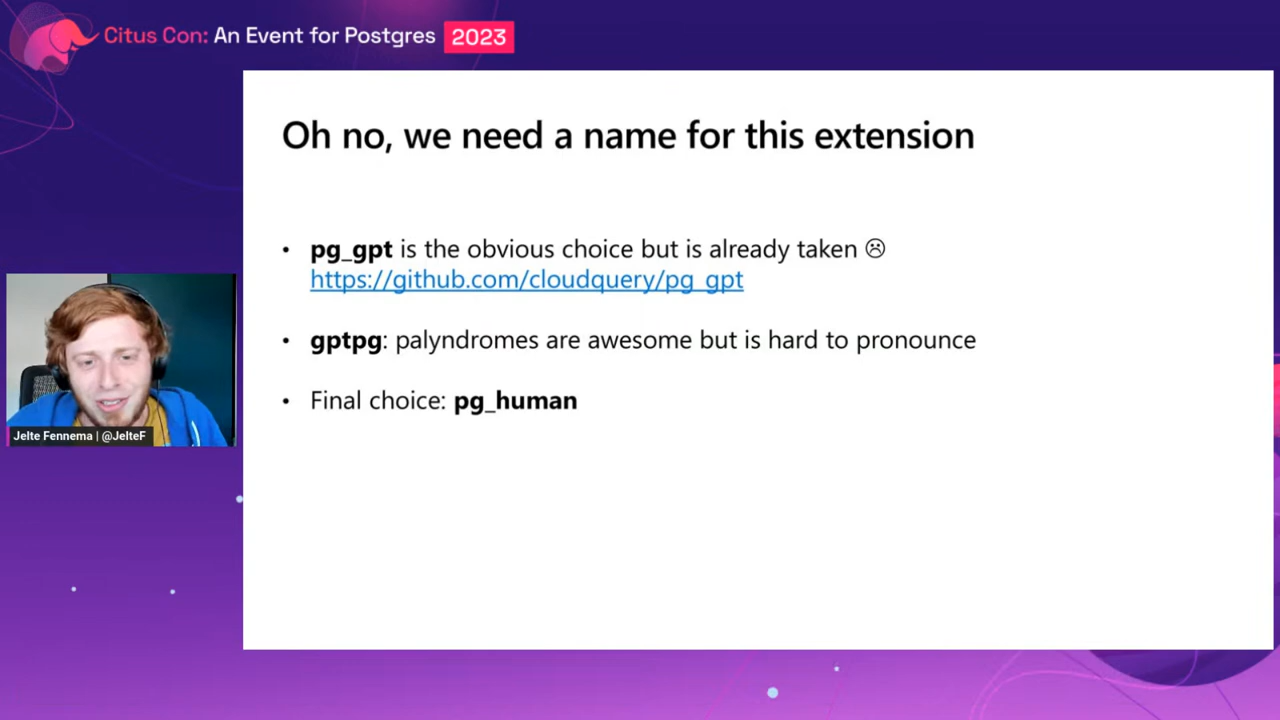 Citus Con: An Event for Postgres 2023
Oh no, we need a name for this extension
• pg_gpt is the obvious choice but is already taken ☹
https://github.com/cloudquery/pg_gpt
• gptpg: palyndromes are awesome but is hard to pronounce
• Final choice: pg_human
Jelte Fennema | @JelteF